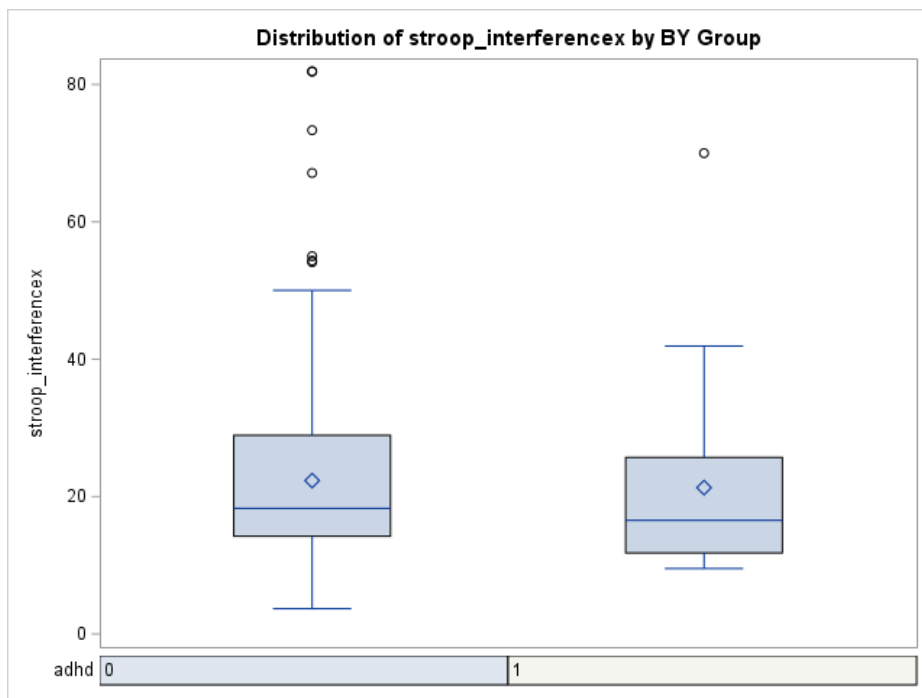 Distribution of stroop_interferencex by BY Group
80
60
40
20
0
stroop_interferencex
adhd 0 1